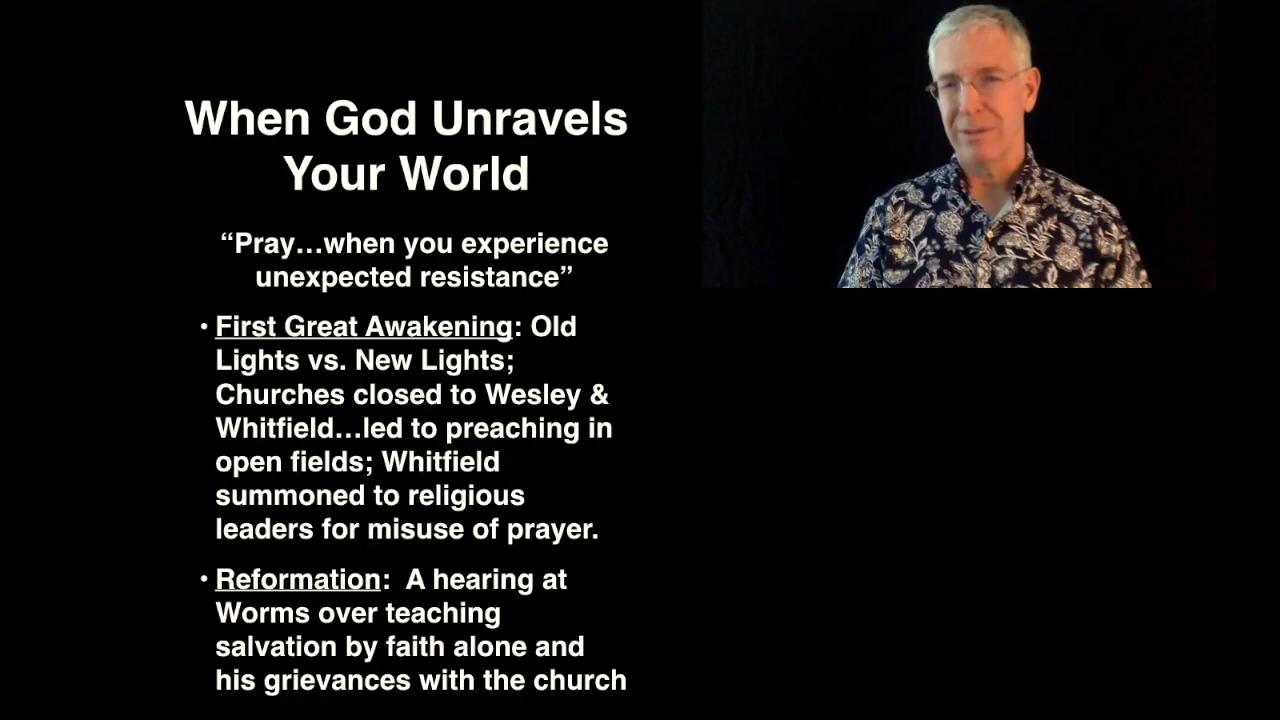 When God Unravels
Your World
“Pray…when you experience
unexpected resistance”
• First Great Awakening: Old
Lights vs. New Lights;
Churches closed to Wesley &
Whitfield…led to preaching in
open fields; Whitfield
summoned to religious
leaders for misuse of prayer.
• Reformation:  A hearing at
Worms over teaching
salvation by faith alone and
his grievances with the church